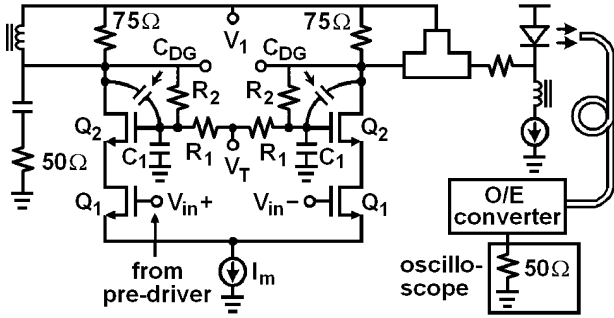 75Ω
V1
75Ω
CDG
CDG
R2
R2
Q2
Q2
C1
R1
VT
R1
C1
50Ω
Q1
Vin+
Vin−
Q1
O/E
converter
from
pre-driver
Im
oscillo-
scope
50Ω